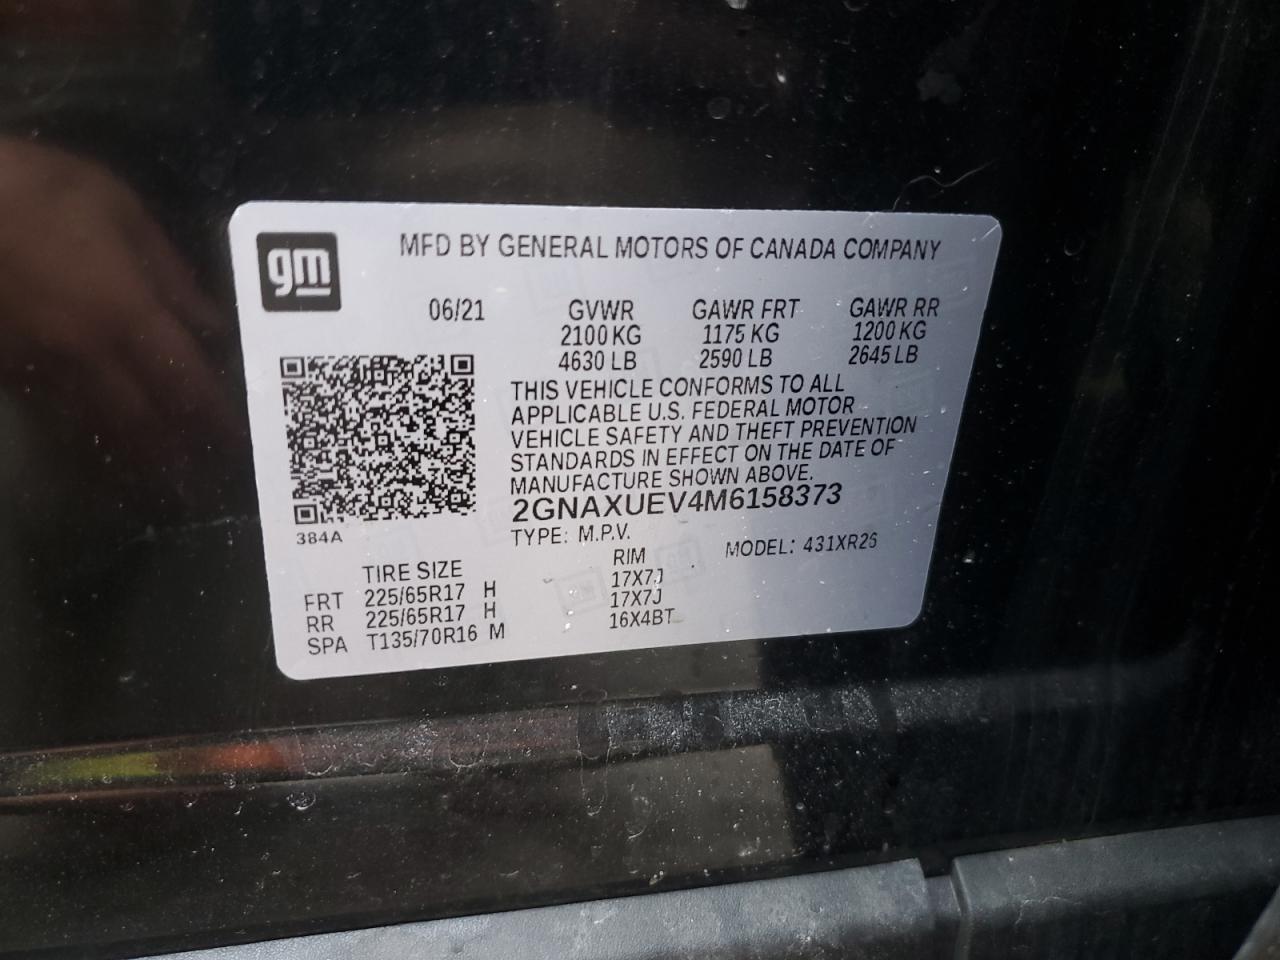 gm
MFD BY GENERAL MOTORS OF CANADA COMPANY
06/21 GVWR GAWR FRT GAWR RR
2100 KG 1175 KG 1200 KG
4630 LB 2590 LB 2645 LB
THIS VEHICLE CONFORMS TO ALL
APPLICABLE U.S. FEDERAL MOTOR
VEHICLE SAFETY AND THEFT PREVENTION
STANDARDS IN EFFECT ON THE DATE OF
MANUFACTURE SHOWN ABOVE.
2GNAXUEV4M6158373
384A TYPE: M.P.V. MODEL: 431XR26
TIRE SIZE RIM
FRT 225/65R17 H 17X7J
RR 225/65R17 H 17X7J
SPA T135/70R16 M 16X4BT